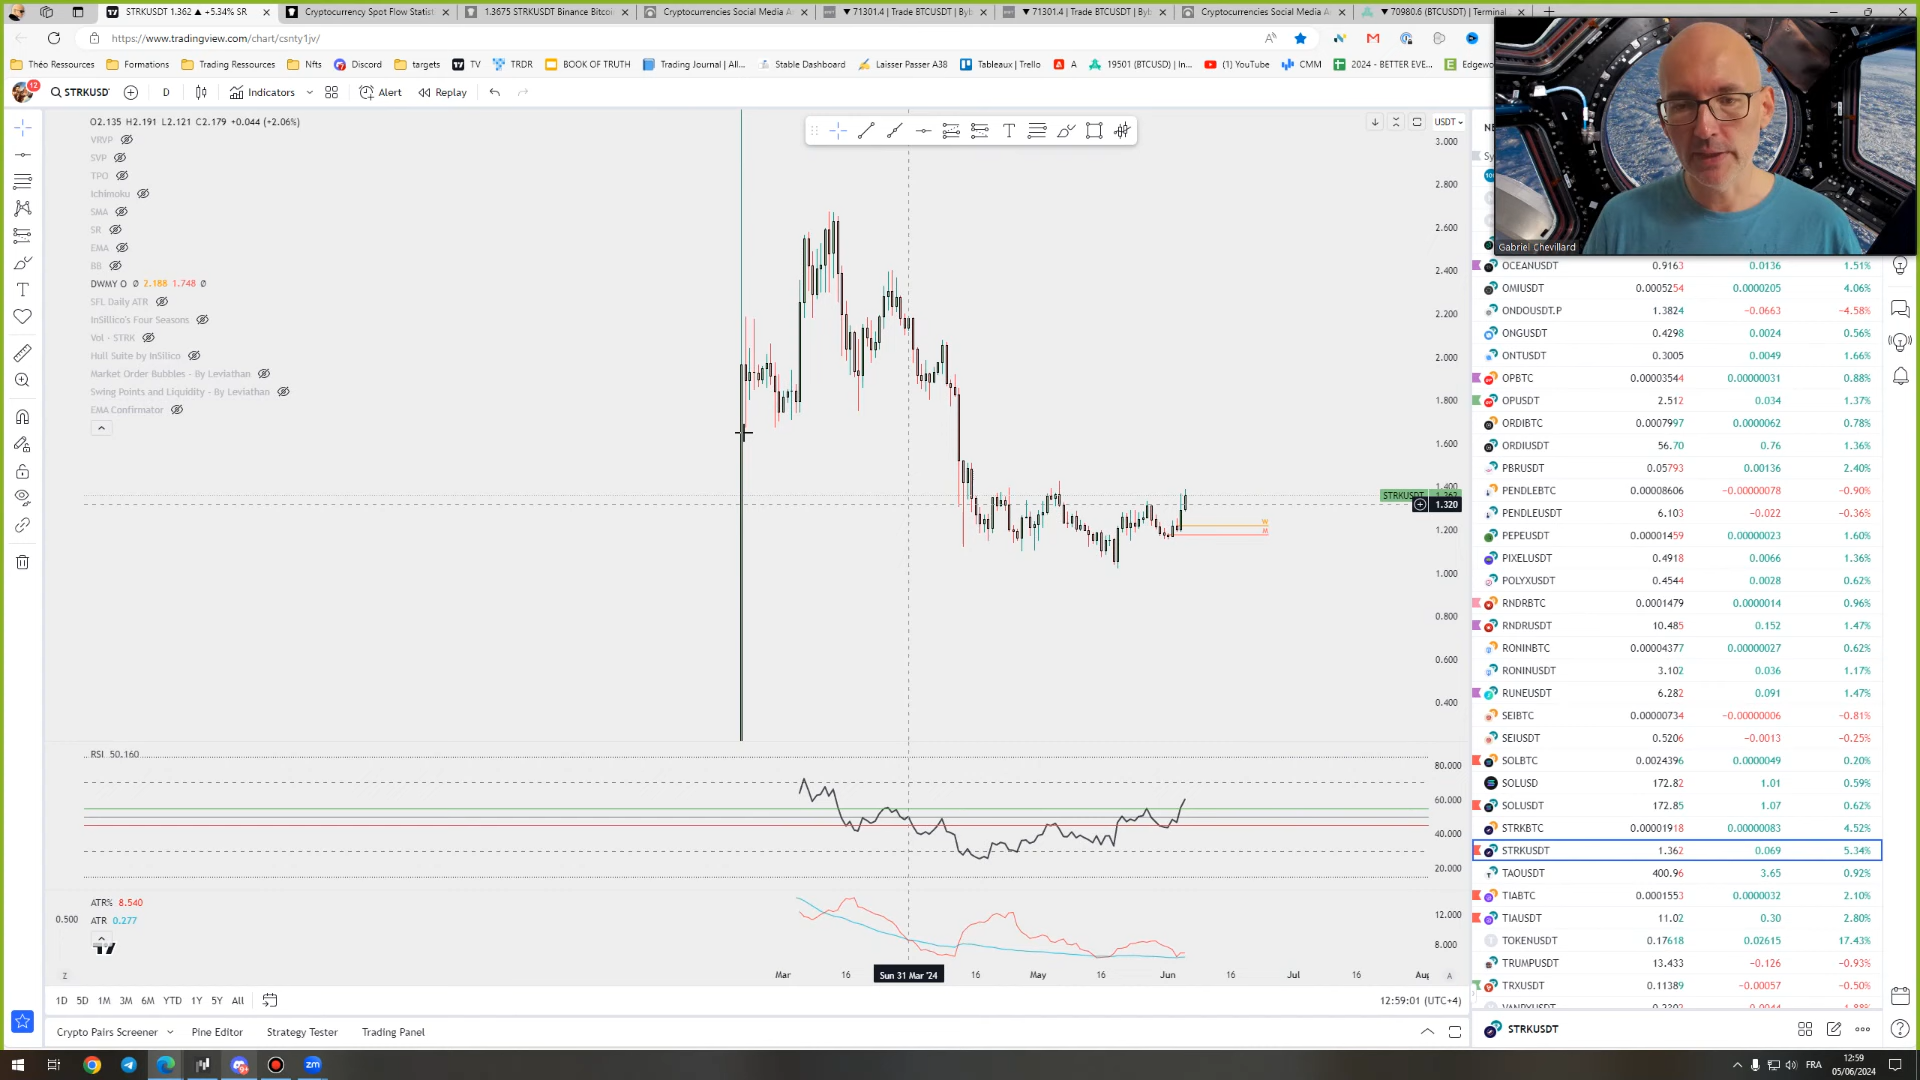 STRKUSDT 1.362 ▲ +5.34% SR
Cryptocurrency Spot Flow Statist
1.3675 STRKUSDT Binance Bitcoi
Cryptocurrencies Social Media A
▼ 71301.4 | Trade BTCUSDT | Byb
▼ 71301.4 | Trade BTCUSDT | Byb
Cryptocurrencies Social Media A
▼ 70980.6 (BTCUSDT) | Terminal
https://www.tradingview.com/chart/csnty1jv/
Théo Ressources
Formations
Trading Ressources
Nfts
Discord
targets
TV
TRDR
BOOK OF TRUTH
Trading Journal | All...
Stable Dashboard
Laisser Passer A38
Tableaux | Trello
A
19501 (BTCUSD) | In...
(1) YouTube
CMM
2024 - BETTER EVE...
Edgewo
12
STRKUSD
D
Indicators
Alert
Replay
O2.135 H2.191 L2.121 C2.179 +0.044 (+2.06%)
VRVP
SVP
TPO
Ichimoku
SMA
SR
EMA
BB
DWMY O Ø 2.188 1.748 Ø
SFL Daily ATR
InSillico's Four Seasons
Vol · STRK
Hull Suite by InSilico
Market Order Bubbles - By Leviathan
Swing Points and Liquidity - By Leviathan
EMA Confirmator
USDT
3.000
2.800
2.600
2.400
2.200
2.000
1.800
1.600
1.400
STRKUSDT 1.362
1.320
1.200
1.000
0.800
0.600
0.400
W
M
RSI 50.160
80.000
60.000
40.000
20.000
ATR% 8.540
ATR 0.277
0.500
12.000
8.000
Z
Mar
16
Sun 31 Mar '24
16
May
16
Jun
16
Jul
16
Aug
A
1D 5D 1M 3M 6M YTD 1Y 5Y All
12:59:01 (UTC+4)
Crypto Pairs Screener
Pine Editor
Strategy Tester
Trading Panel
Gabriel Chevillard
OCEANUSDT 0.9163 0.0136 1.51%
OMIUSDT 0.0005254 0.0000205 4.06%
ONDOUSDT.P 1.3824 −0.0663 −4.58%
ONGUSDT 0.4298 0.0024 0.56%
ONTUSDT 0.3005 0.0049 1.66%
OPBTC 0.00003544 0.00000031 0.88%
OPUSDT 2.512 0.034 1.37%
ORDIBTC 0.0007997 0.0000062 0.78%
ORDIUSDT 56.70 0.76 1.36%
PBRUSDT 0.05793 0.00136 2.40%
PENDLEBTC 0.00008606 −0.00000078 −0.90%
PENDLEUSDT 6.103 −0.022 −0.36%
PEPEUSDT 0.00001459 0.00000023 1.60%
PIXELUSDT 0.4918 0.0066 1.36%
POLYXUSDT 0.4544 0.0028 0.62%
RNDRBTC 0.0001479 0.0000014 0.96%
RNDRUSDT 10.485 0.152 1.47%
RONINBTC 0.00004377 0.00000027 0.62%
RONINUSDT 3.102 0.036 1.17%
RUNEUSDT 6.282 0.091 1.47%
SEIBTC 0.00000734 −0.00000006 −0.81%
SEIUSDT 0.5206 −0.0013 −0.25%
SOLBTC 0.0024396 0.0000049 0.20%
SOLUSD 172.82 1.01 0.59%
SOLUSDT 172.85 1.07 0.62%
STRKBTC 0.00001918 0.00000083 4.52%
STRKUSDT 1.362 0.069 5.34%
TAOUSDT 400.96 3.65 0.92%
TIABTC 0.0001553 0.0000032 2.10%
TIAUSDT 11.02 0.30 2.80%
TOKENUSDT 0.17618 0.02615 17.43%
TRUMPUSDT 13.433 −0.126 −0.93%
TRXUSDT 0.11389 −0.00057 −0.50%
STRKUSDT
FRA
12:59
05/06/2024